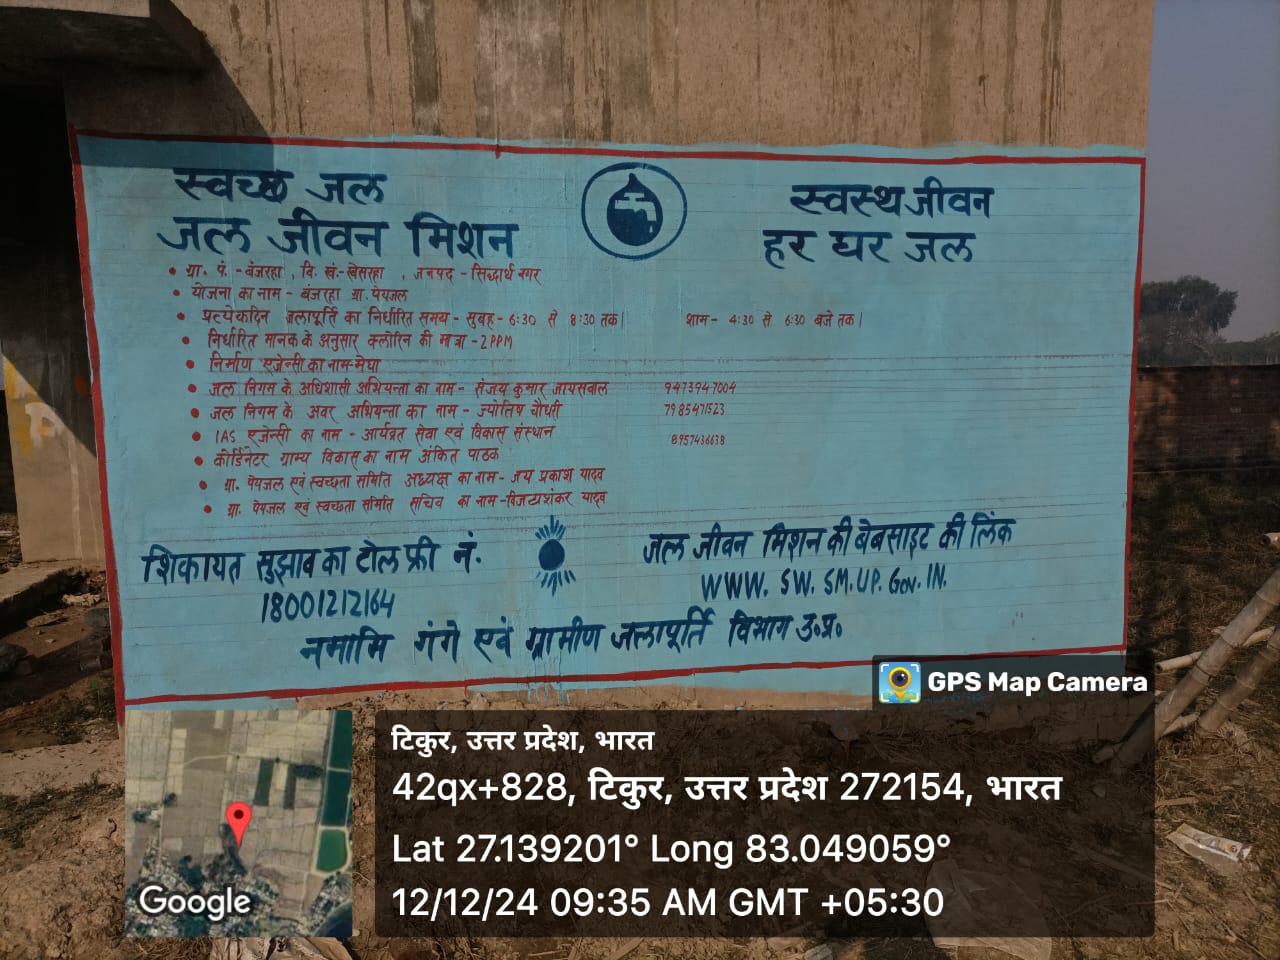 स्वच्छ जल
स्वस्थ जीवन
जल जीवन मिशन
हर घर जल
• ग्रा. पं. - बंजरहा , वि. खं.- खेसरहा , जनपद - सिद्धार्थ नगर
• योजना का नाम - बंजरहा ग्रा. पेयजल
• प्रत्येकदिन जलापूर्ति का निर्धारित समय - सुबह - 6:30 से 8:30 तक| शाम - 4:30 से 6:30 बजे तक|
• निर्धारित मानक के अनुसार क्लोरिन की मात्रा - 2 PPM
• निर्माण एजेन्सी का नाम - मेघा
• जल निगम के अधिशासी अभियन्ता का नाम - संजय कुमार जायसवाल 9473947004
• जल निगम के अवर अभियन्ता का नाम - ज्योतिष चौधरी 7985471523
• IAS एजेन्सी का नाम - आर्यव्रत सेवा एवं विकास संस्थान 8957436638
• कोर्डिनेटर ग्राम्य विकास का नाम अंकित पाठक
• ग्रा. पेयजल एवं स्वच्छता समिति अध्यक्ष का नाम - जय प्रकाश यादव
• ग्रा. पेयजल एवं स्वच्छता समिति सचिव का नाम - यादव
शिकायत सुझाव का टोल फ्री नं.
18001212164
जल जीवन मिशन की बेबसाइट की लिंक
WWW. SW. SM.UP. Gov. IN.
नमामि गंगे एवं ग्रामीण जलापूर्ति विभाग उ०प्र०
GPS Map Camera
टिकुर, उत्तर प्रदेश, भारत
42qx+828, टिकुर, उत्तर प्रदेश 272154, भारत
Lat 27.139201° Long 83.049059°
12/12/24 09:35 AM GMT +05:30
Google